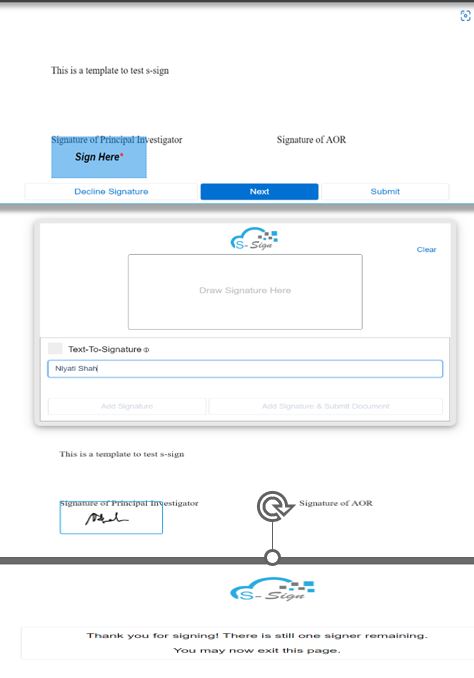 This is a template to test s-sign
Signature of Principal Investigator Signature of AOR
Sign Here*
Decline Signature Next Submit
S-Sign
Clear
Draw Signature Here
Text-To-Signature
Niyati Shah
Add Signature Add Signature & Submit Document
This is a template to test s-sign
Signature of Principal Investigator Signature of AOR
S-Sign
Thank you for signing! There is still one signer remaining.
You may now exit this page.